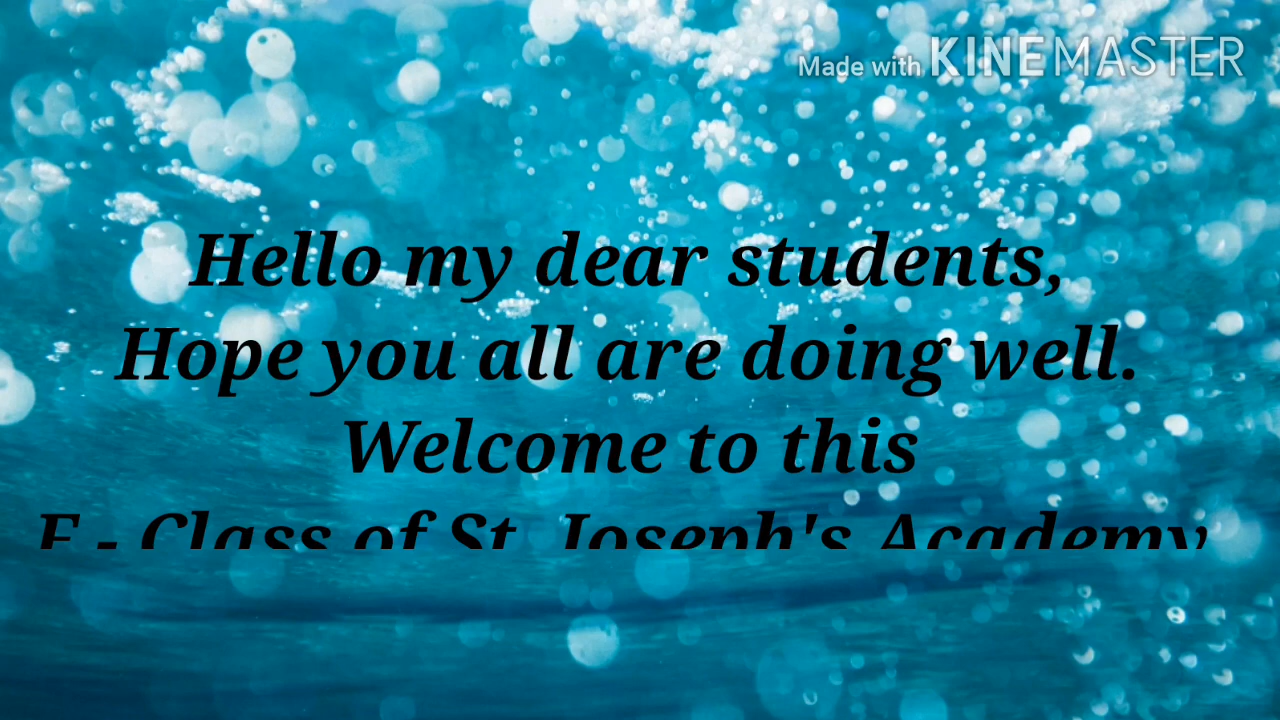 Made with KINEMASTER
Hello my dear students,
Hope you all are doing well.
Welcome to this
E - Class of St. Joseph's Academy